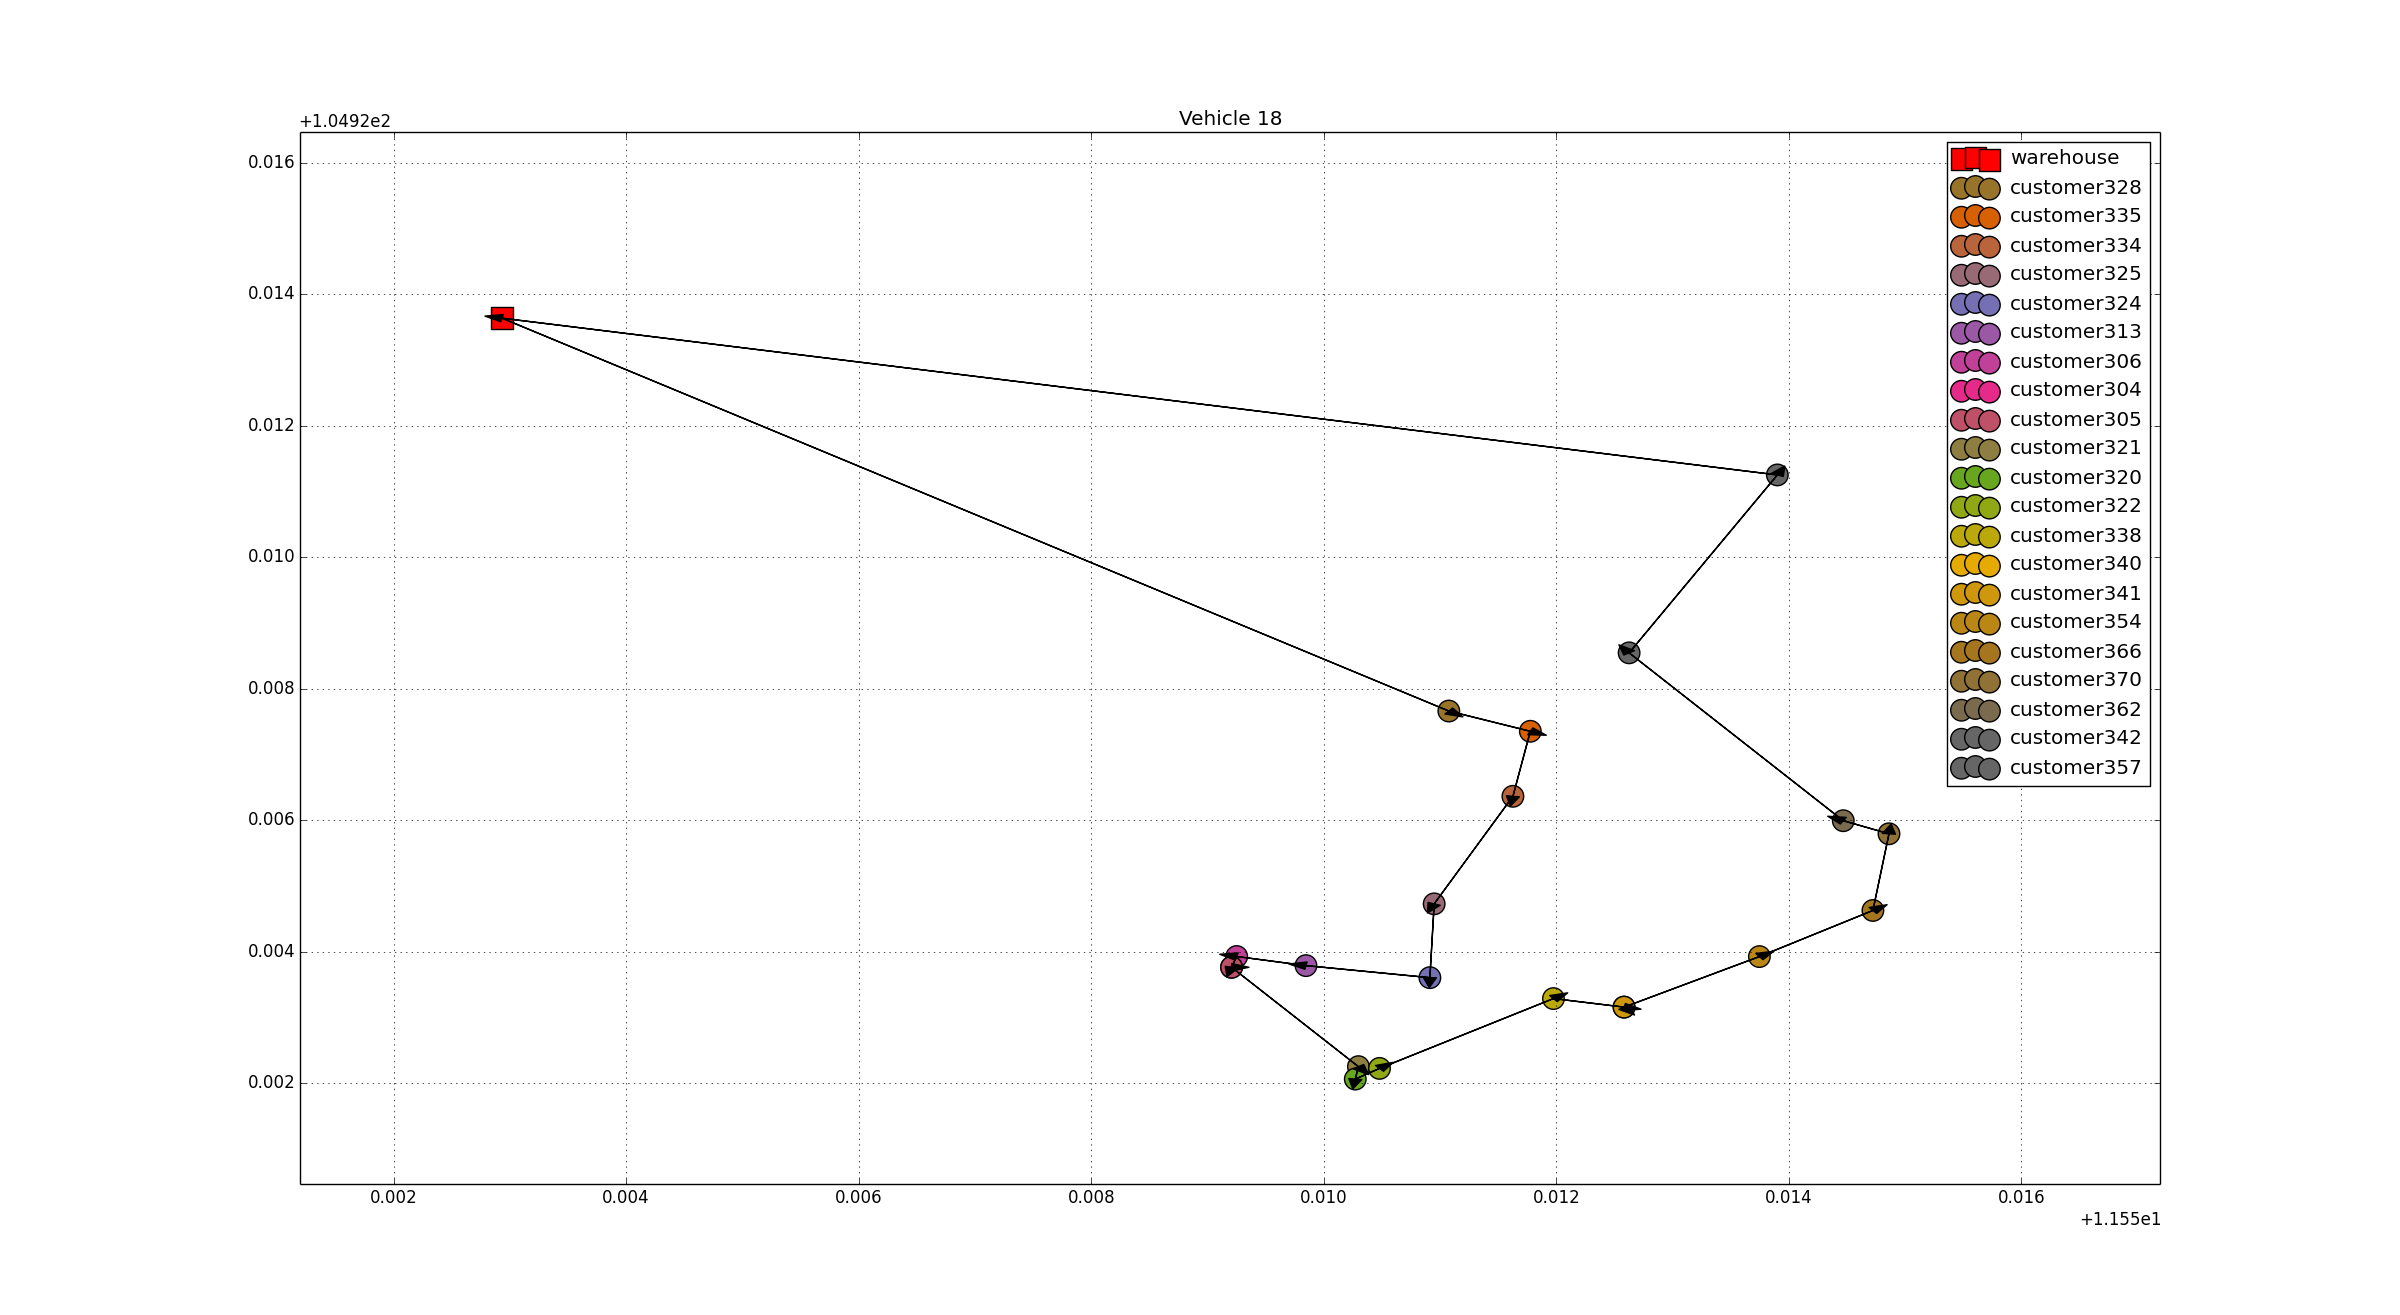 Vehicle 18
+1.0492e2
0.016
0.014
0.012
0.010
0.008
0.006
0.004
0.002
0.002 0.004 0.006 0.008 0.010 0.012 0.014 0.016
+1.155e1
warehouse
customer328
customer335
customer334
customer325
customer324
customer313
customer306
customer304
customer305
customer321
customer320
customer322
customer338
customer340
customer341
customer354
customer366
customer370
customer362
customer342
customer357